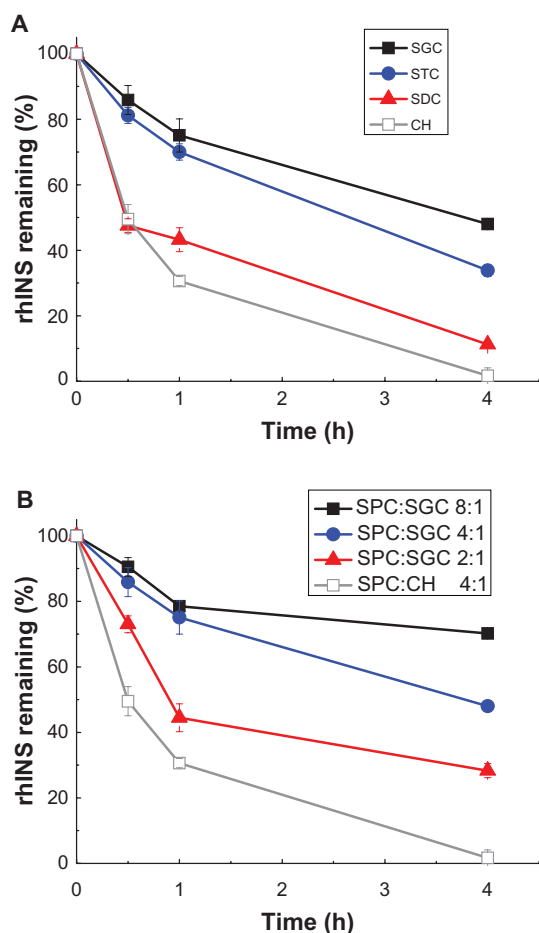 A
100
80
60
40
20
0
rhINS remaining (%)
SGC
STC
SDC
CH
0 1 2 3 4
Time (h)
B
100
80
60
40
20
0
rhINS remaining (%)
SPC:SGC 8:1
SPC:SGC 4:1
SPC:SGC 2:1
SPC:CH 4:1
0 1 2 3 4
Time (h)